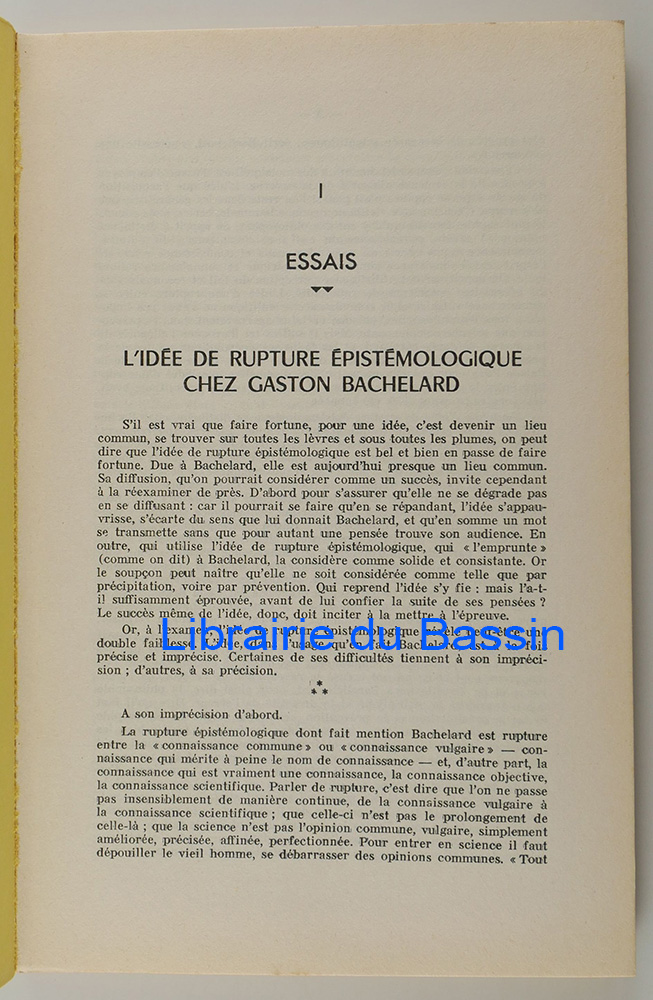 I
ESSAIS
L'IDÉE DE RUPTURE ÉPISTÉMOLOGIQUE
CHEZ GASTON BACHELARD
S'il est vrai que faire fortune, pour une idée, c'est devenir un lieu
commun, se trouver sur toutes les lèvres et sous toutes les plumes, on peut
dire que l'idée de rupture épistémologique est bel et bien en passe de faire
fortune. Due à Bachelard, elle est aujourd'hui presque un lieu commun.
Sa diffusion, qu'on pourrait considérer comme un succès, invite cependant
à la réexaminer de près. D'abord pour s'assurer qu'elle ne se dégrade pas
en se diffusant : car il pourrait se faire qu'en se répandant, l'idée s'appau-
vrisse, s'écarte du sens que lui donnait Bachelard, et qu'en somme un mot
se transmette sans que pour autant une pensée trouve son audience. En
outre, qui utilise l'idée de rupture épistémologique, qui « l'emprunte »
(comme on dit) à Bachelard, la considère comme solide et consistante. Or
le soupçon peut naître qu'elle ne soit considérée comme telle que par
précipitation, voire par prévention. Qui reprend l'idée s'y fie ; mais l'a-t-
il suffisamment éprouvée, avant de lui confier la suite de ses pensées ?
Le succès même de l'idée, donc, doit inciter à la mettre à l'épreuve.
Or, à l'examen, l'idée de rupture épistémologique
Librairie du Bassin
double
précise et imprécise. Certaines de ses difficultés tiennent à son impréci-
sion ; d'autres, à sa précision.
* * *
A son imprécision d'abord.
La rupture épistémologique dont fait mention Bachelard est rupture
entre la « connaissance commune » ou « connaissance vulgaire » — con-
naissance qui mérite à peine le nom de connaissance — et, d'autre part, la
connaissance qui est vraiment une connaissance, la connaissance objective,
la connaissance scientifique. Parler de rupture, c'est dire que l'on ne passe
pas insensiblement de manière continue, de la connaissance vulgaire à
la connaissance scientifique ; que celle-ci n'est pas le prolongement de
celle-là ; que la science n'est pas l'opinion commune, vulgaire, simplement
améliorée, précisée, affinée, perfectionnée. Pour entrer en science il faut
dépouiller le vieil homme, se débarrasser des opinions communes. « Tout